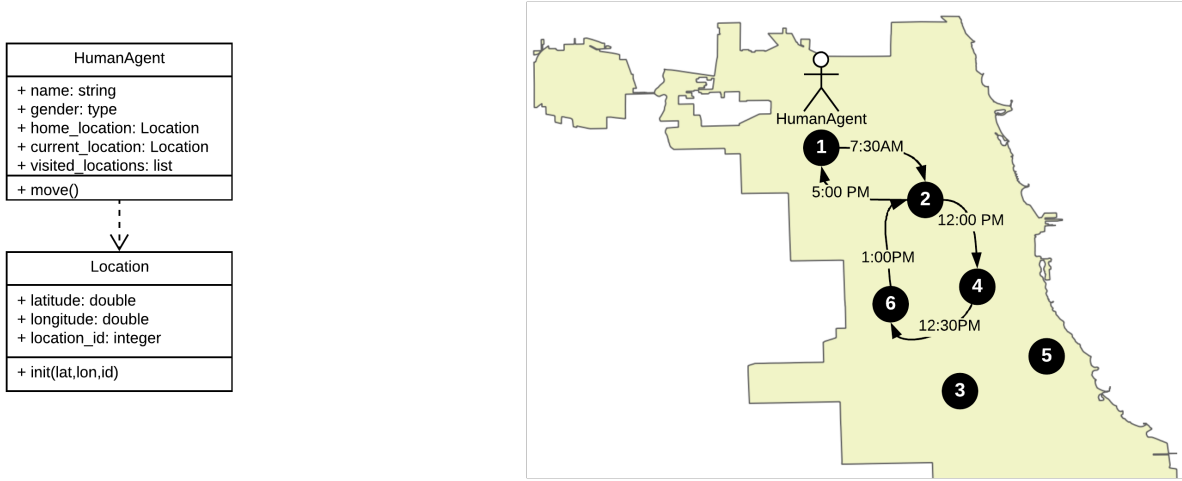 HumanAgent
+ name: string
+ gender: type
+ home_location: Location
+ current_location: Location
+ visited_locations: list
+ move()
Location
+ latitude: double
+ longitude: double
+ location_id: integer
+ init(lat,lon,id)
HumanAgent
1
7:30AM
5:00 PM
2
12:00 PM
1:00PM
4
6
12:30PM
5
3